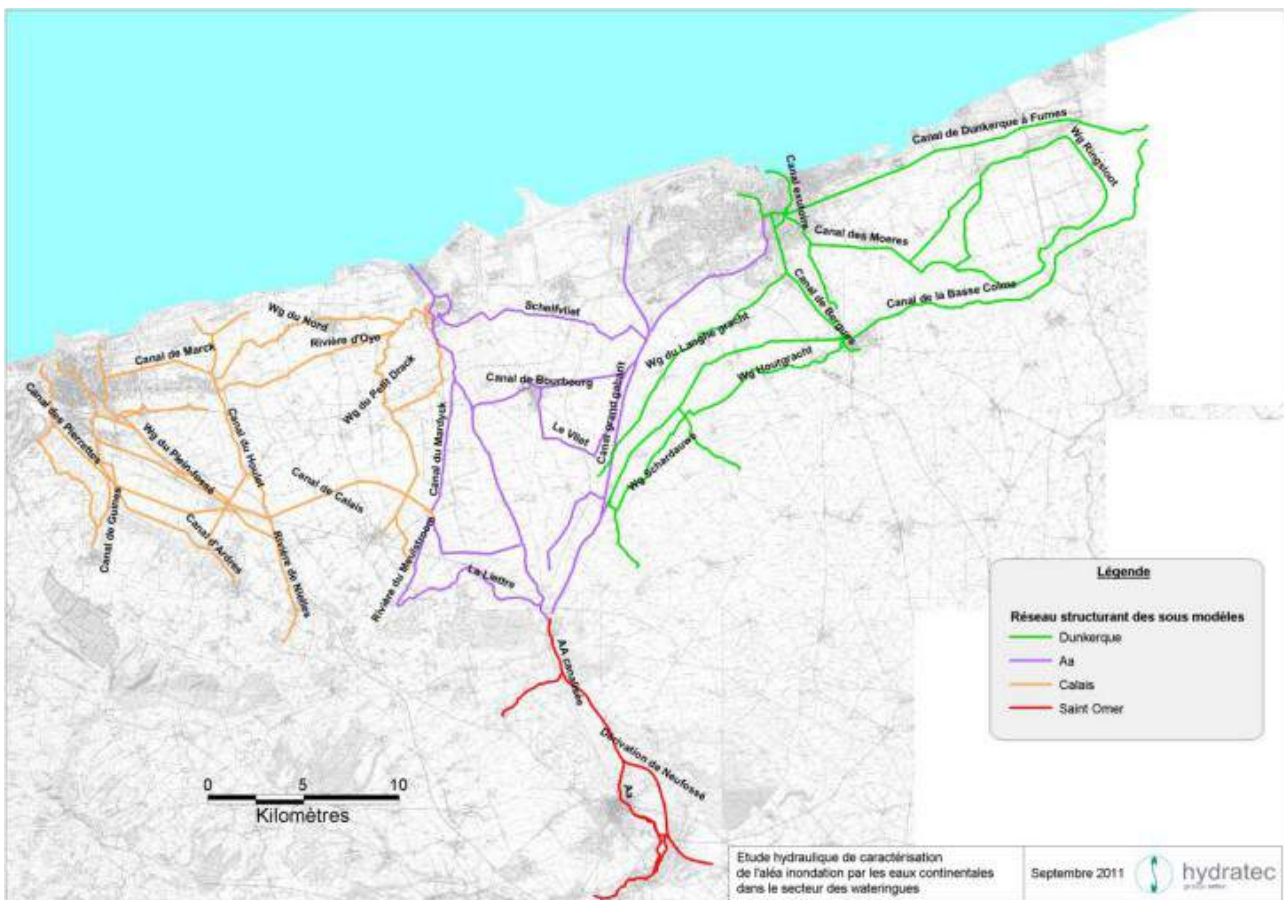 Canal de Dunkerque à Furnes
Wg Ringsloot
Canal exutoire
Canal des Moeres
Canal de la Basse Colme
Canal de Bergues
Wg du Langhe gracht
Wg Houtgracht
Wg Schardauwe
Schelfvliet
Canal de Bourbourg
Le Vliet
Canal grand gabarit
Wg du Nord
Rivière d'Oye
Canal de Marck
Wg du Petit Drack
Canal du Mardyck
Canal des Pierrettes
Wg du Plein-fossé
Canal du Houlet
Canal de Calais
Canal de Guines
Canal d'Ardres
Rivière de Nielles
Rivière du Meulstroom
La Liettre
AA canalisée
Dérivation de Neufossé
Aa
0 5 10
Kilomètres
Légende
Réseau structurant des sous modèles
Dunkerque
Aa
Calais
Saint Omer
Etude hydraulique de caractérisation
de l'aléa inondation par les eaux continentales
dans le secteur des wateringues
Septembre 2011
hydratec